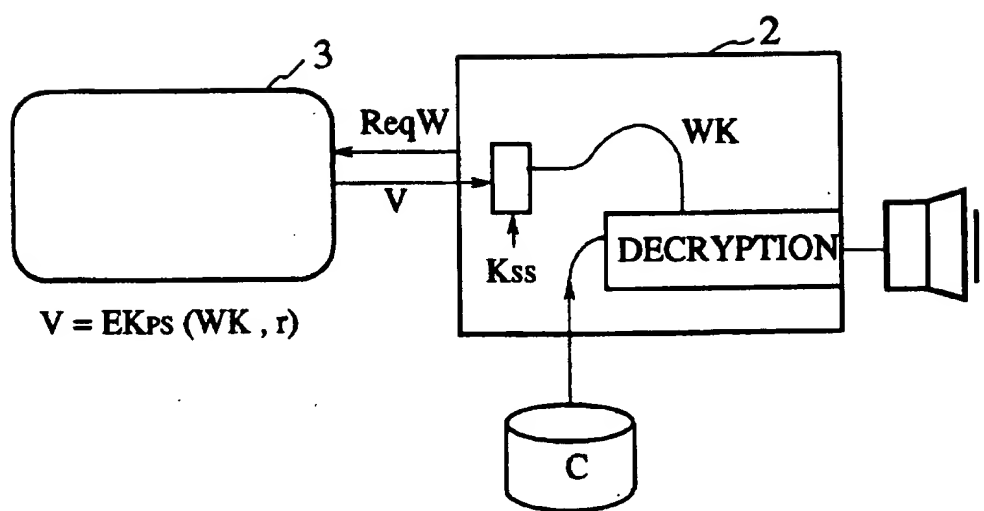 3
2
ReqW
WK
V
Kss
DECRYPTION
V = EKPS (WK , r)
C